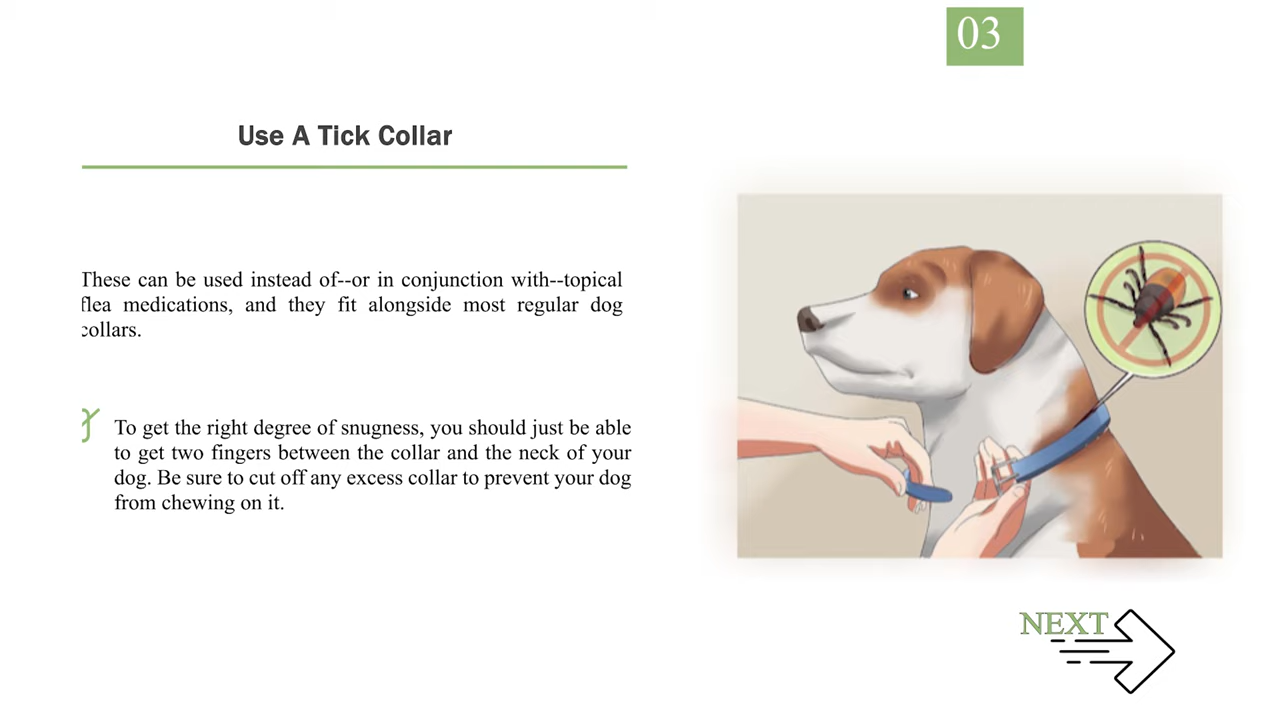 03
Use A Tick Collar
These can be used instead of--or in conjunction with--topical
flea medications, and they fit alongside most regular dog
collars.
To get the right degree of snugness, you should just be able
to get two fingers between the collar and the neck of your
dog. Be sure to cut off any excess collar to prevent your dog
from chewing on it.
NEXT